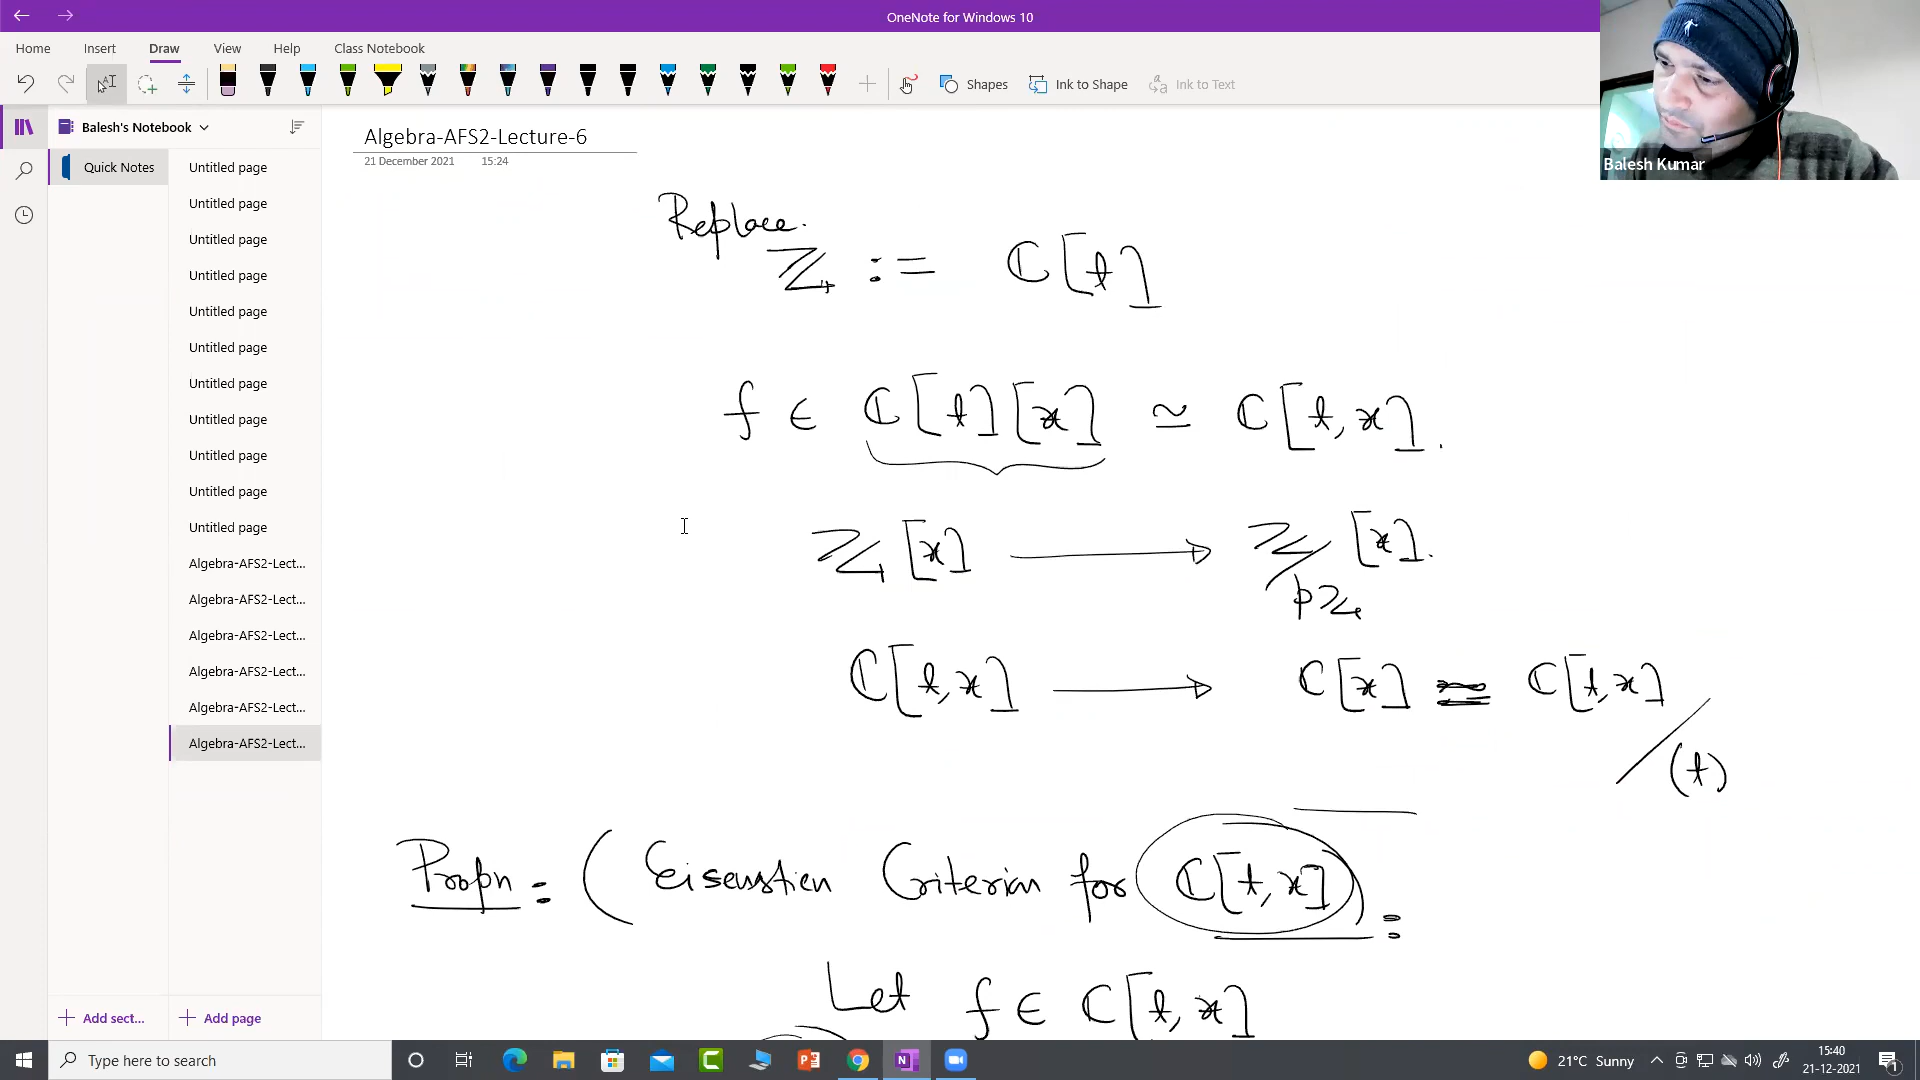 OneNote for Windows 10
Home Insert Draw View Help Class Notebook
Shapes Ink to Shape Ink to Text
Balesh Kumar
Balesh's Notebook
Quick Notes
Untitled page
Untitled page
Untitled page
Untitled page
Untitled page
Untitled page
Untitled page
Untitled page
Untitled page
Untitled page
Untitled page
Algebra-AFS2-Lect...
Algebra-AFS2-Lect...
Algebra-AFS2-Lect...
Algebra-AFS2-Lect...
Algebra-AFS2-Lect...
Algebra-AFS2-Lect...
Add sect... Add page
Algebra-AFS2-Lecture-6
21 December 2021 15:24
Replace.
ℤ := ℂ[t]
f ∈ ℂ[t][x] ≃ ℂ[t,x].
ℤ[x] → ℤ/pℤ [x].
ℂ[t,x] → ℂ[x] ≅ ℂ[t,x]/(t)
Propn: (Eisenstien Criterian for ℂ[t,x]):
Let f ∈ ℂ[t,x]
Type here to search
21°C Sunny
15:40
21-12-2021